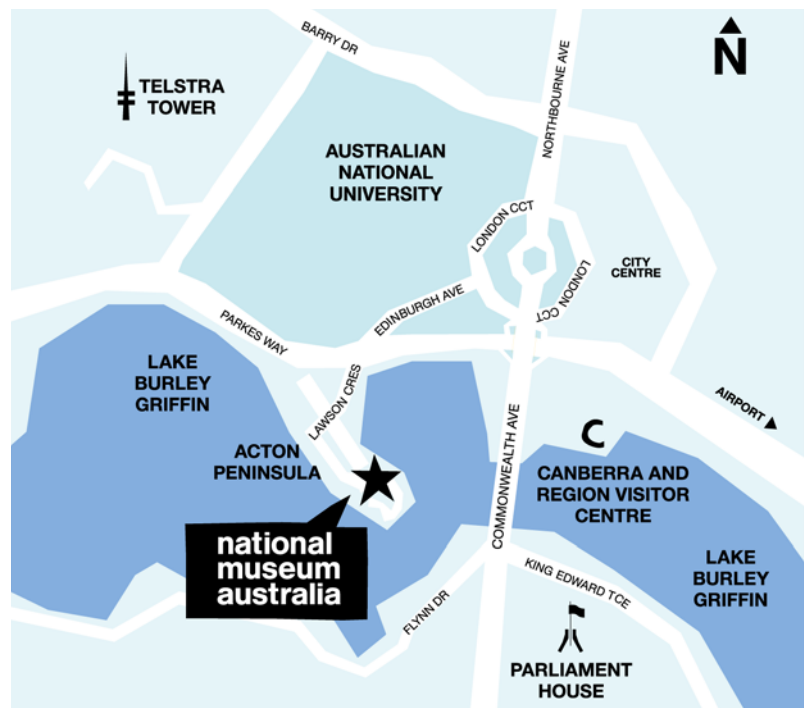 BARRY DR
N
TELSTRA
TOWER
NORTHBOURNE AVE
AUSTRALIAN
NATIONAL
UNIVERSITY
LONDON CCT
CITY
CENTRE
LONDON CCT
EDINBURGH AVE
PARKES WAY
LAKE
BURLEY
GRIFFIN
LAWSON CRES
AIRPORT
ACTON
PENINSULA
COMMONWEALTH AVE
C
CANBERRA AND
REGION VISITOR
CENTRE
national
museum
australia
LAKE
BURLEY
GRIFFIN
FLYNN DR
KING EDWARD TCE
PARLIAMENT
HOUSE